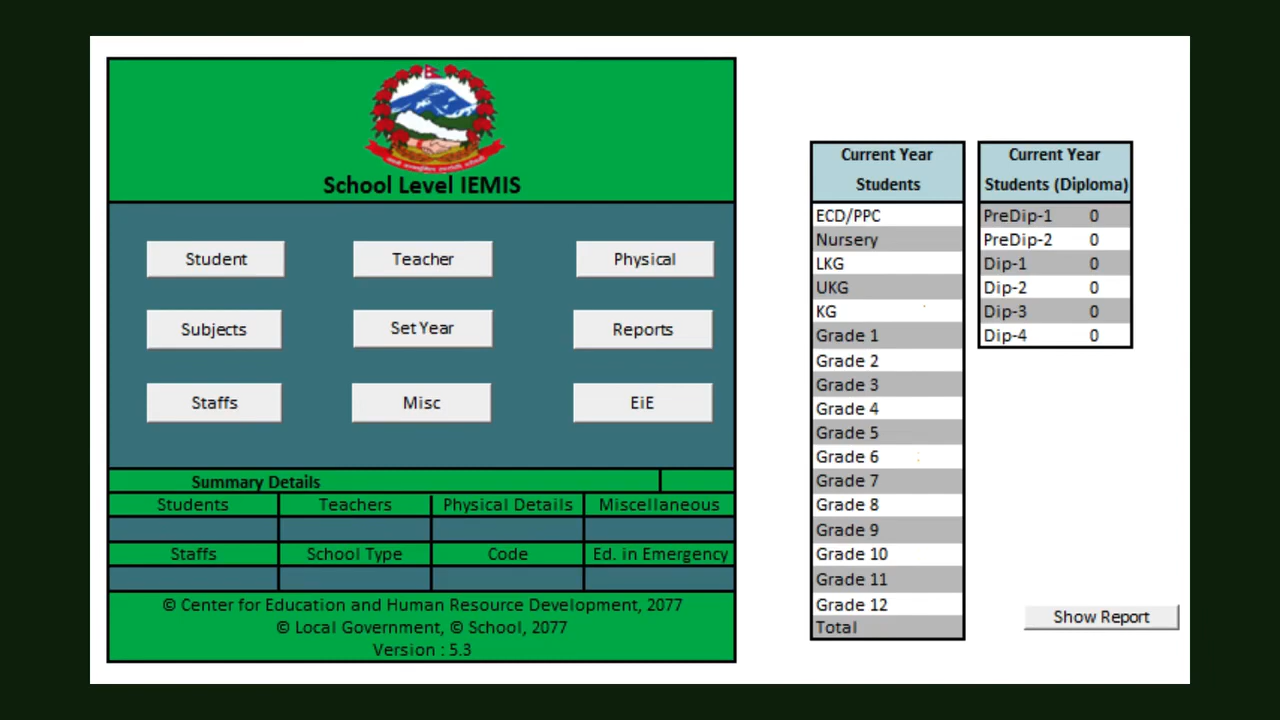 School Level IEMIS
Student
Teacher
Physical
Subjects
Set Year
Reports
Staffs
Misc
EiE
Summary Details
Students
Teachers
Physical Details
Miscellaneous
Staffs
School Type
Code
Ed. in Emergency
© Center for Education and Human Resource Development, 2077
© Local Government, © School, 2077
Version : 5.3
Current Year
Students
ECD/PPC
Nursery
LKG
UKG
KG
Grade 1
Grade 2
Grade 3
Grade 4
Grade 5
Grade 6
Grade 7
Grade 8
Grade 9
Grade 10
Grade 11
Grade 12
Total
Current Year
Students (Diploma)
PreDip-1 0
PreDip-2 0
Dip-1 0
Dip-2 0
Dip-3 0
Dip-4 0
Show Report